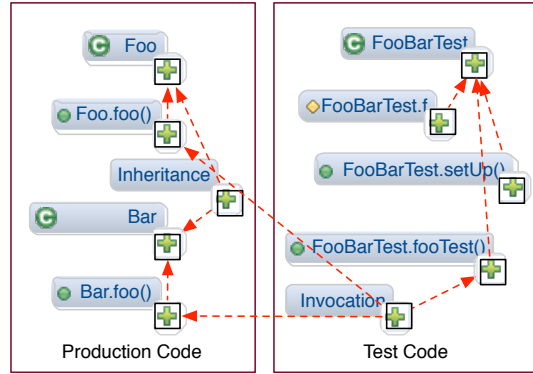 C Foo
Foo.foo()
Inheritance
C Bar
Bar.foo()
Production Code
C FooBarTest
FooBarTest.f
FooBarTest.setUp()
FooBarTest.fooTest()
Invocation
Test Code